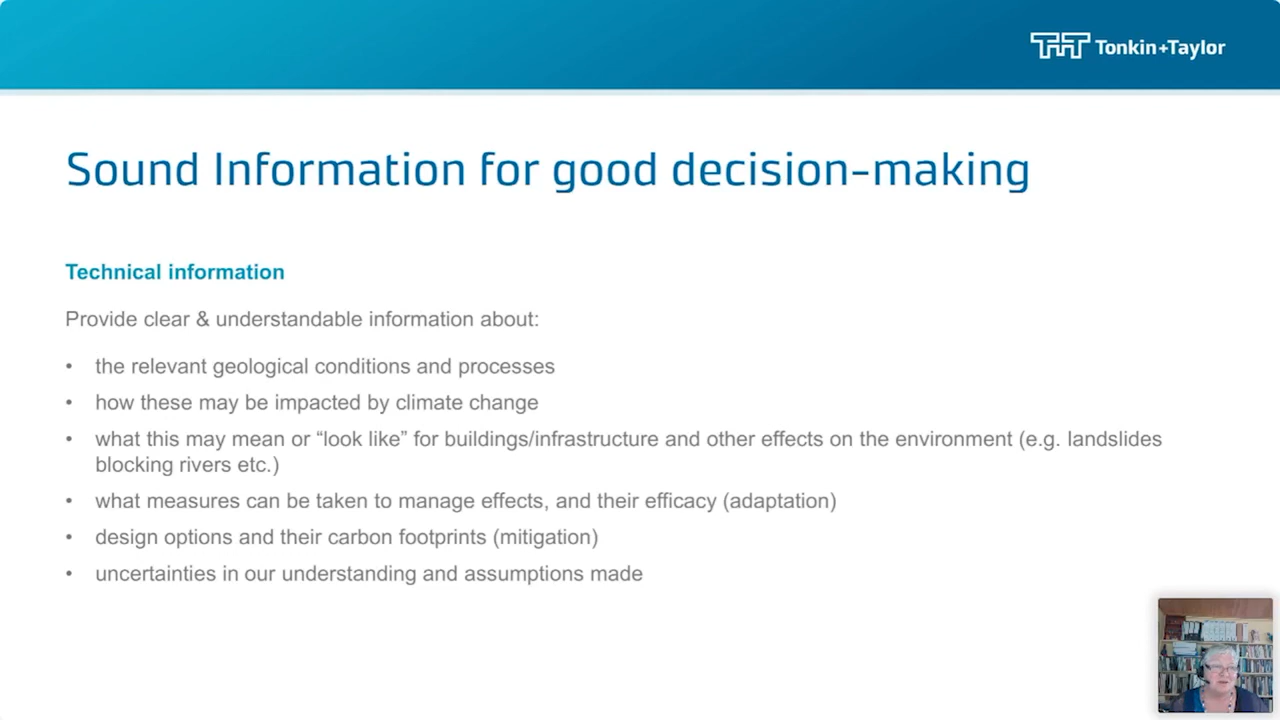 Tonkin+Taylor
Sound Information for good decision-making
Technical information
Provide clear & understandable information about:
• the relevant geological conditions and processes
• how these may be impacted by climate change
• what this may mean or “look like” for buildings/infrastructure and other effects on the environment (e.g. landslides
blocking rivers etc.)
• what measures can be taken to manage effects, and their efficacy (adaptation)
• design options and their carbon footprints (mitigation)
• uncertainties in our understanding and assumptions made